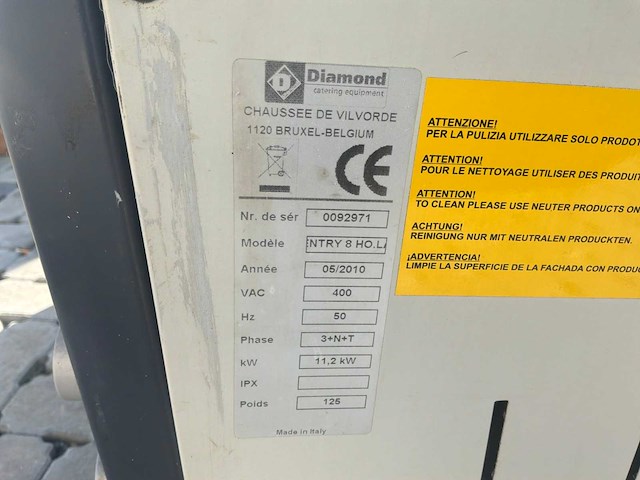 D Diamond
catering equipment
CHAUSSEE DE VILVORDE
1120 BRUXEL-BELGIUM
CE
Nr. de sér 0092971
Modèle ENTRY 8 HO.LA
Année 05/2010
VAC 400
Hz 50
Phase 3+N+T
kW 11,2 kW
IPX
Poids 125
Made in Italy
ATTENZIONE!
PER LA PULIZIA UTILIZZARE SOLO PRODOT
ATTENTION!
POUR LE NETTOYAGE UTILISER DES PRODUI
ATTENTION!
TO CLEAN PLEASE USE NEUTER PRODUCTS ON
ACHTUNG!
REINIGUNG NUR MIT NEUTRALEN PRODUCKTEN.
¡ADVERTENCIA!
LIMPIE LA SUPERFICIE DE LA FACHADA CON PRODUC